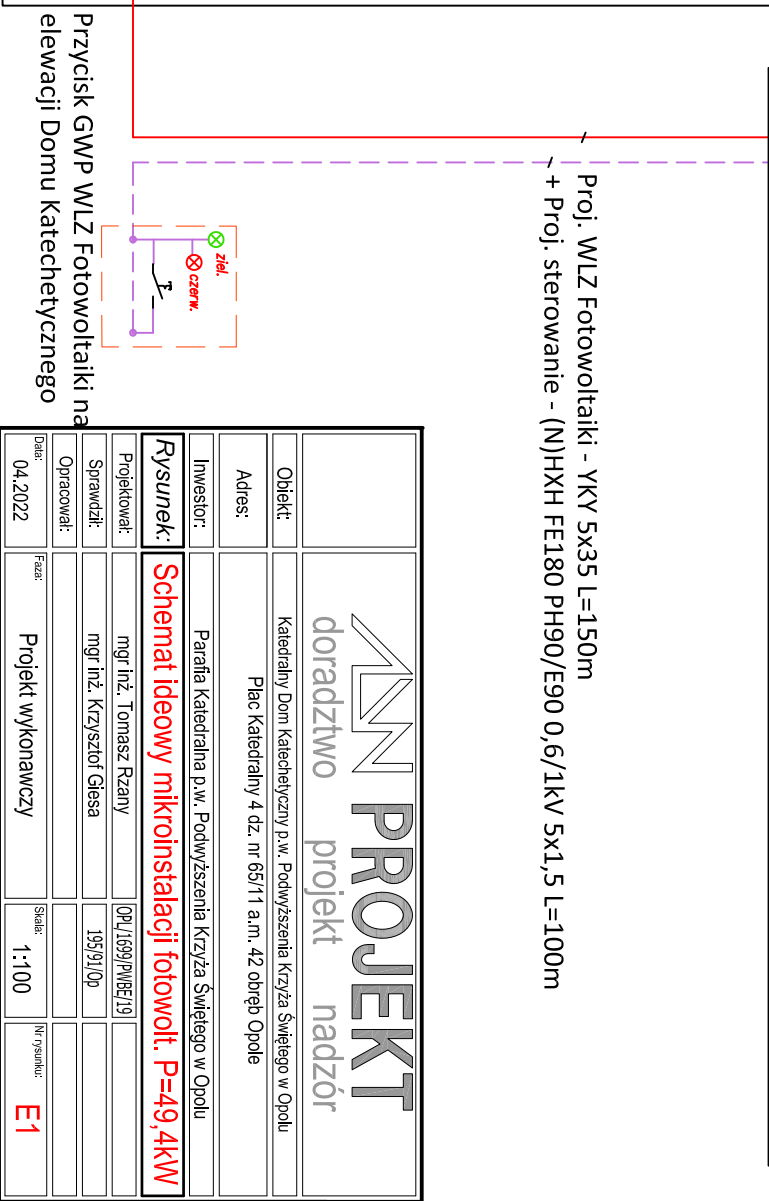 Proj. WLZ Fotowoltaiki - YKY 5x35 L=150m
+ Proj. sterowanie - (N)HXH FE180 PH90/E90 0,6/1kV 5x1,5 L=100m
ziel.
czerw.
Przycisk GWP WLZ Fotowoltaiki na
elewacji Domu Katechetycznego
AN PROJEKT
doradztwo projekt nadzór
Obiekt: Katedralny Dom Katechetyczny p.w. Podwyższenia Krzyża Świętego w Opolu
Adres: Plac Katedralny 4 dz. nr 65/11 a.m. 42 obręb Opole
Inwestor: Parafia Katedralna p.w. Podwyższenia Krzyża Świętego w Opolu
Rysunek: Schemat ideowy mikroinstalacji fotowolt. P=49,4kW
Projektował: mgr inż. Tomasz Rzany OPL/1699/PWBE/19
Sprawdził: mgr inż. Krzysztof Giesa 195/91/Op
Opracował:
Data: 04.2022 Faza: Projekt wykonawczy Skala: 1:100 Nr rysunku: E1